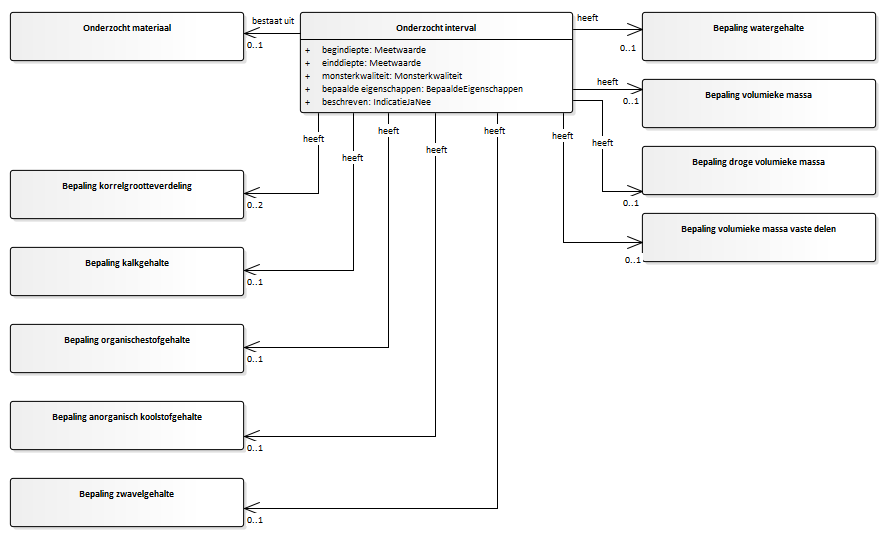 Onderzocht materiaal
bestaat uit
0..1
Onderzocht interval
+ begindiepte: Meetwaarde
+ einddiepte: Meetwaarde
+ monsterkwaliteit: Monsterkwaliteit
+ bepaalde eigenschappen: BepaaldeEigenschappen
+ beschreven: IndicatieJaNee
heeft
0..1
Bepaling watergehalte
heeft
0..1
Bepaling volumieke massa
heeft
0..1
Bepaling droge volumieke massa
heeft
0..1
Bepaling volumieke massa vaste delen
heeft
0..2
Bepaling korrelgrootteverdeling
heeft
0..1
Bepaling kalkgehalte
heeft
0..1
Bepaling organischestofgehalte
heeft
0..1
Bepaling anorganisch koolstofgehalte
heeft
0..1
Bepaling zwavelgehalte